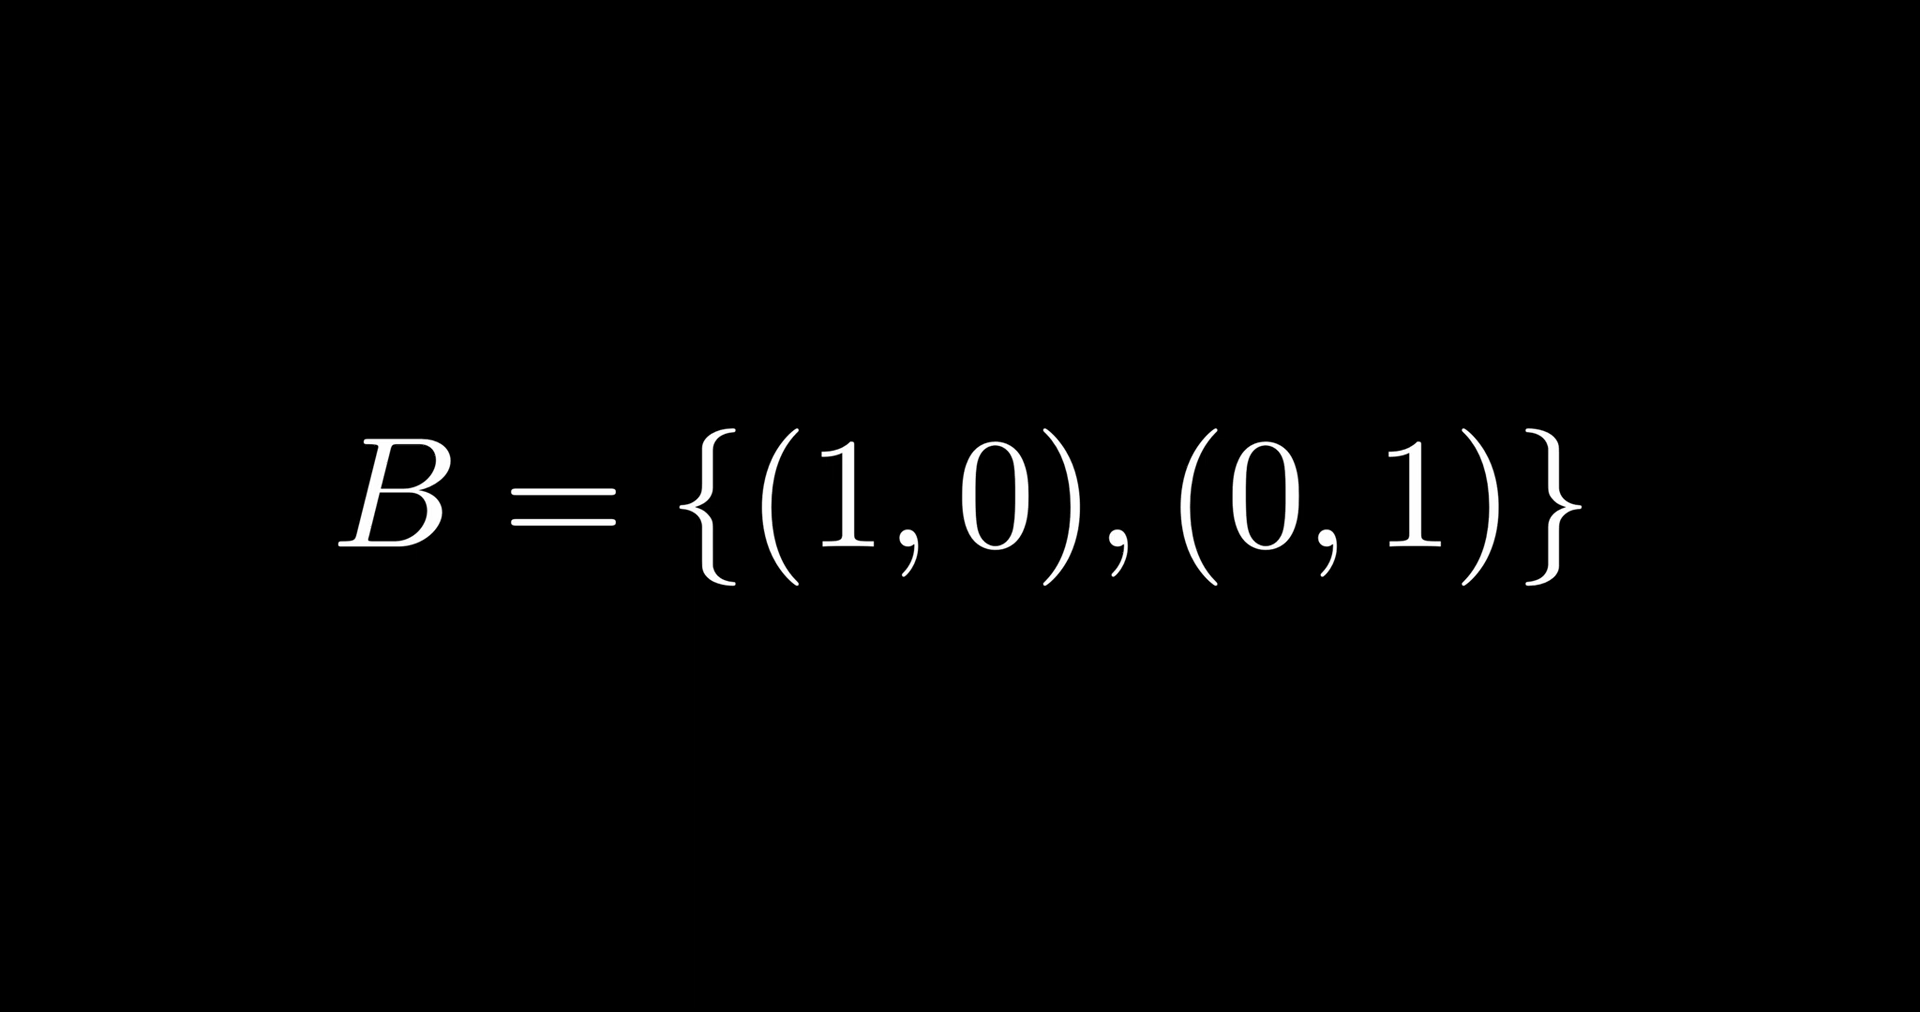 B = {(1, 0), (0, 1)}